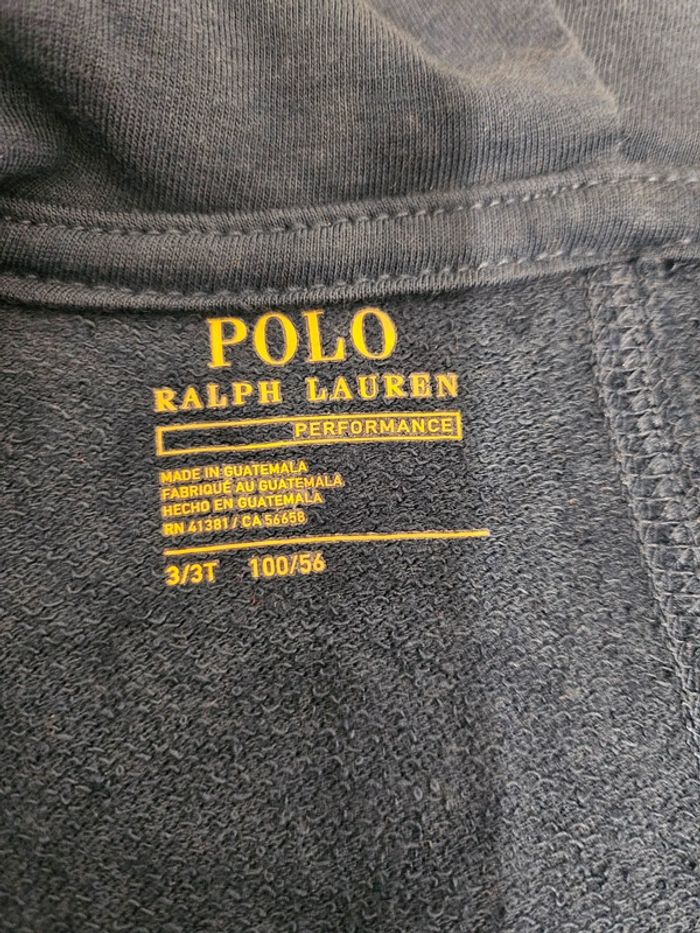 POLO
RALPH LAUREN
PERFORMANCE
MADE IN GUATEMALA
FABRIQUÉ AU GUATEMALA
HECHO EN GUATEMALA
RN 41381 / CA 56658
3/3T 100/56